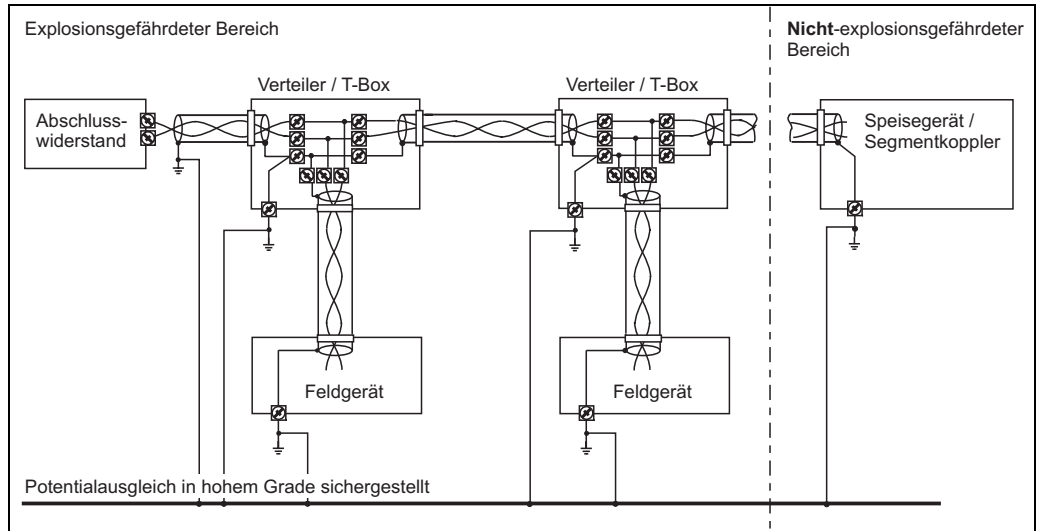 Explosionsgefährdeter Bereich
Nicht-explosionsgefährdeter
Bereich
Verteiler / T-Box
Verteiler / T-Box
Abschluss-
widerstand
Speisegerät /
Segmentkoppler
Feldgerät
Feldgerät
Potentialausgleich in hohem Grade sichergestellt